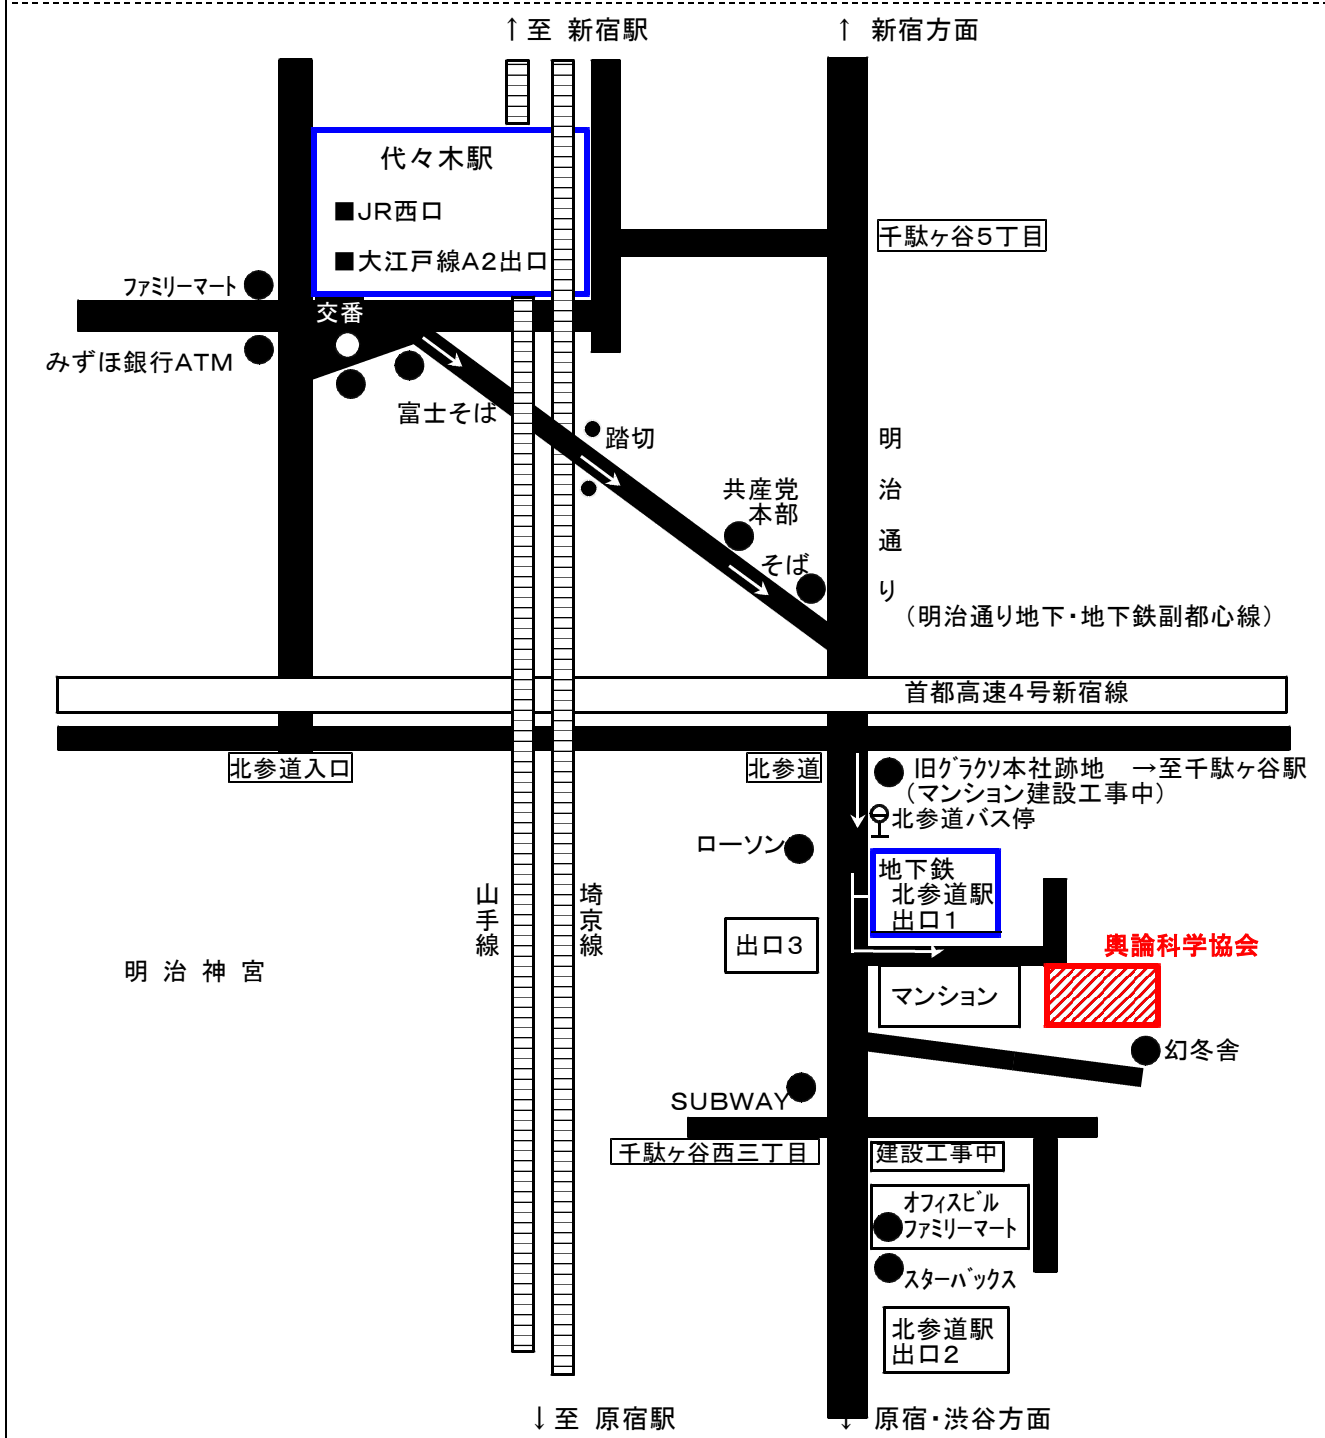 ↑至 新宿駅
↑ 新宿方面
代々木駅
■JR西口
■大江戸線A2出口
千駄ヶ谷5丁目
ファミリーマート
交番
みずほ銀行ATM
富士そば
踏切
明治通り
共産党
本部
そば
（明治通り地下・地下鉄副都心線）
首都高速4号新宿線
北参道入口
北参道
旧グラクソ本社跡地 →至千駄ヶ谷駅
（マンション建設工事中）
北参道バス停
ローソン
地下鉄
北参道駅
出口1
山手線
埼京線
出口3
輿論科学協会
明治神宮
マンション
幻冬舎
SUBWAY
千駄ヶ谷西三丁目
建設工事中
オフィスビル
ファミリーマート
スターバックス
北参道駅
出口2
↓至 原宿駅
↓ 原宿・渋谷方面